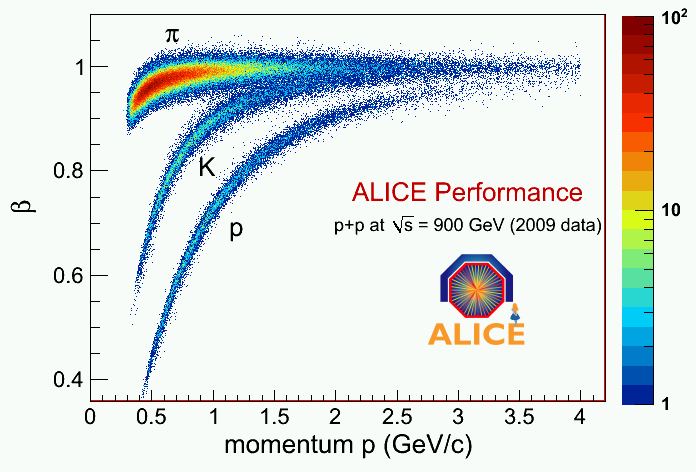 π
10²
1
β
0.8
K
10
p
ALICE Performance
p+p at √s = 900 GeV (2009 data)
0.6
ALICE
0.4
1
0 0.5 1 1.5 2 2.5 3 3.5 4
momentum p (GeV/c)